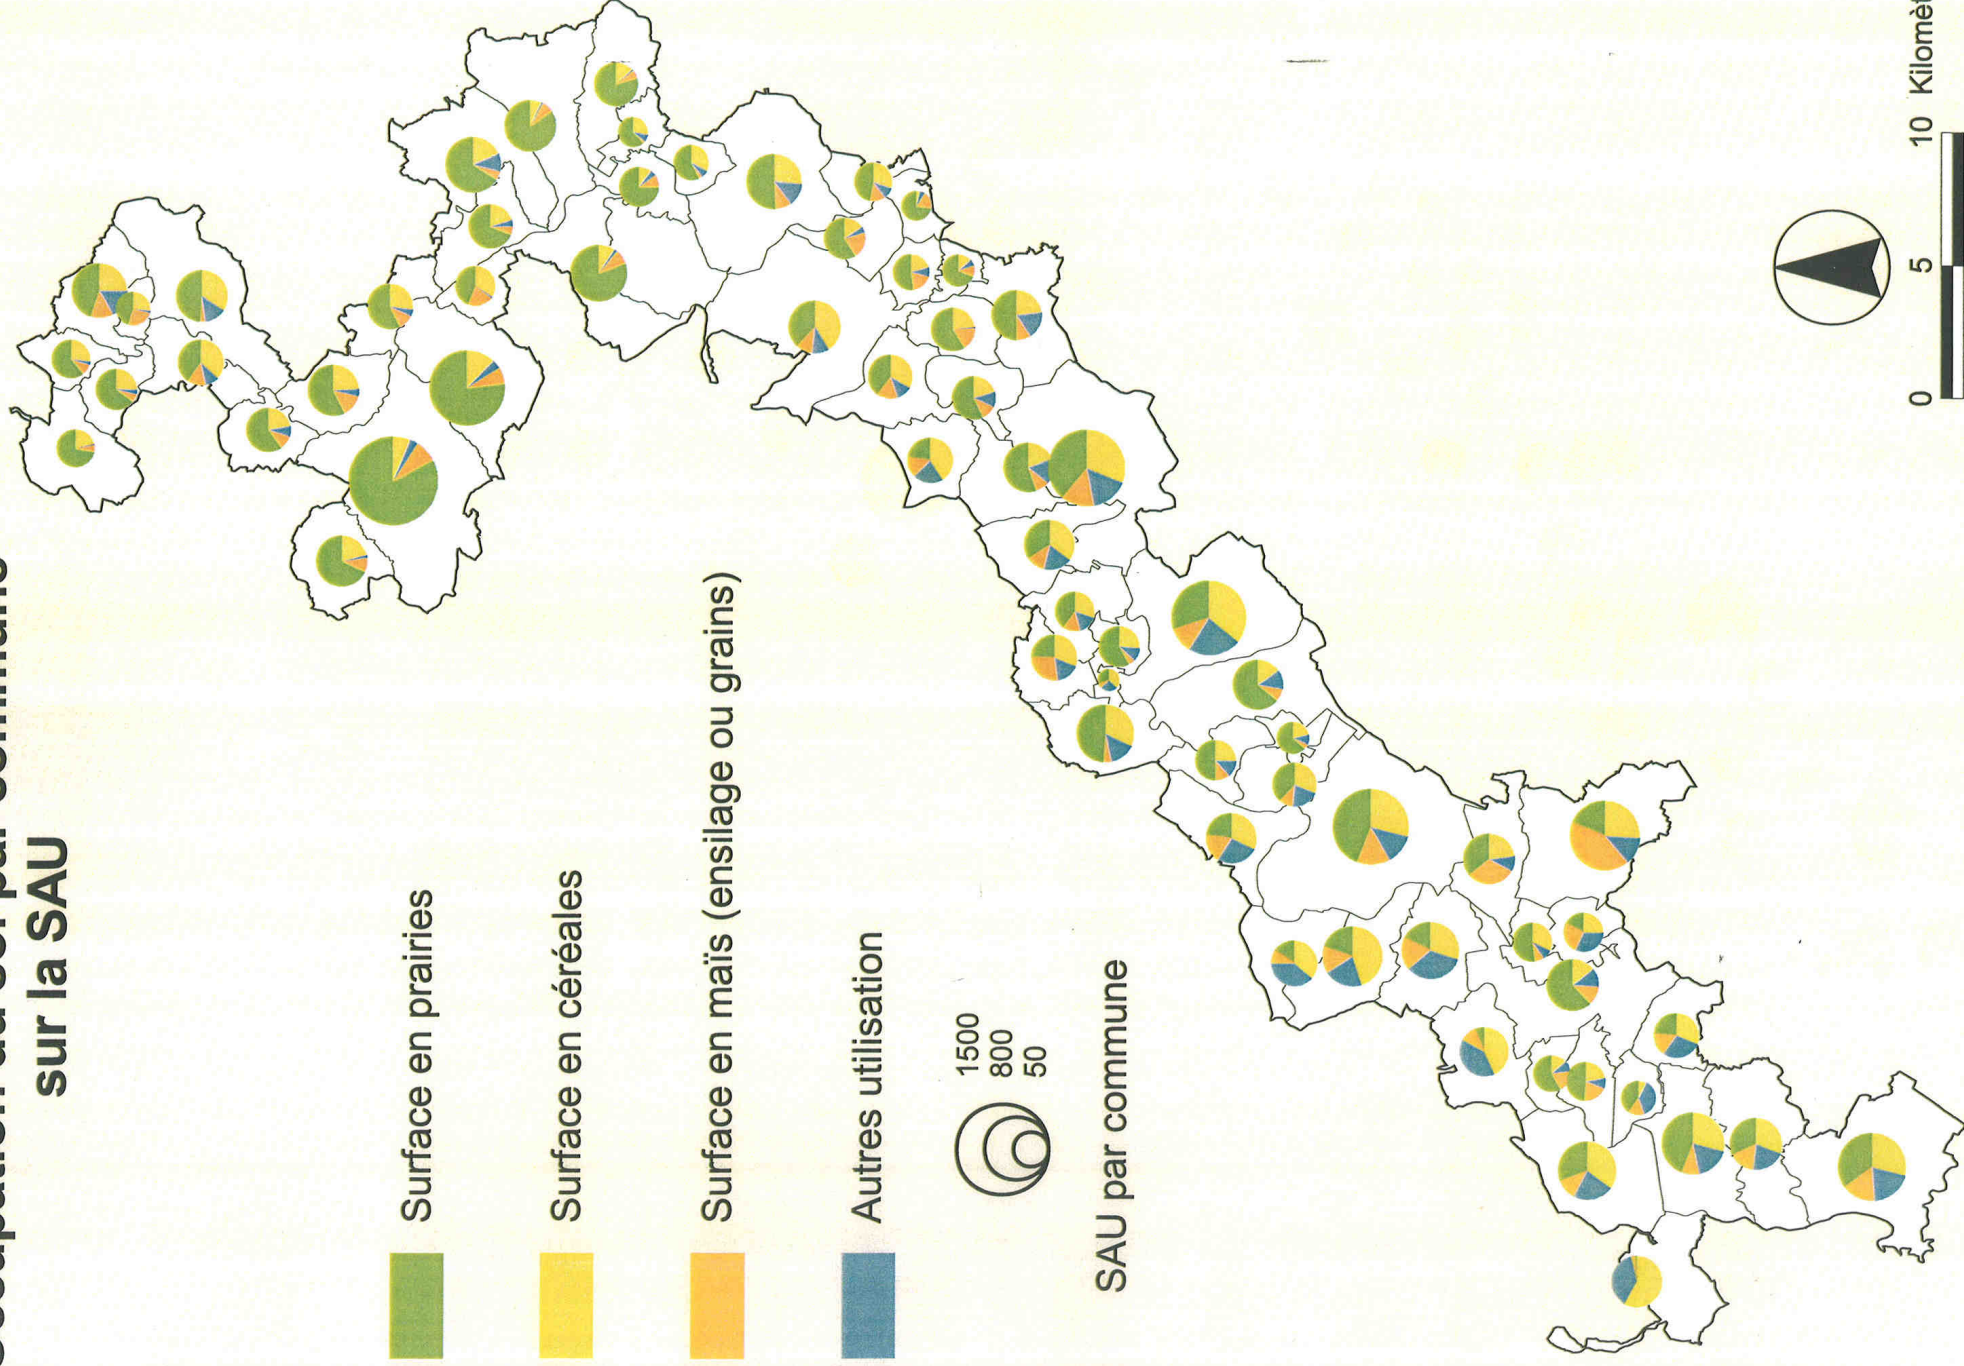 sur la SAU
Surface en prairies
Surface en céréales
Surface en maïs (ensilage ou grains)
Autres utilisation
1500
800
50
SAU par commune
0 5 10